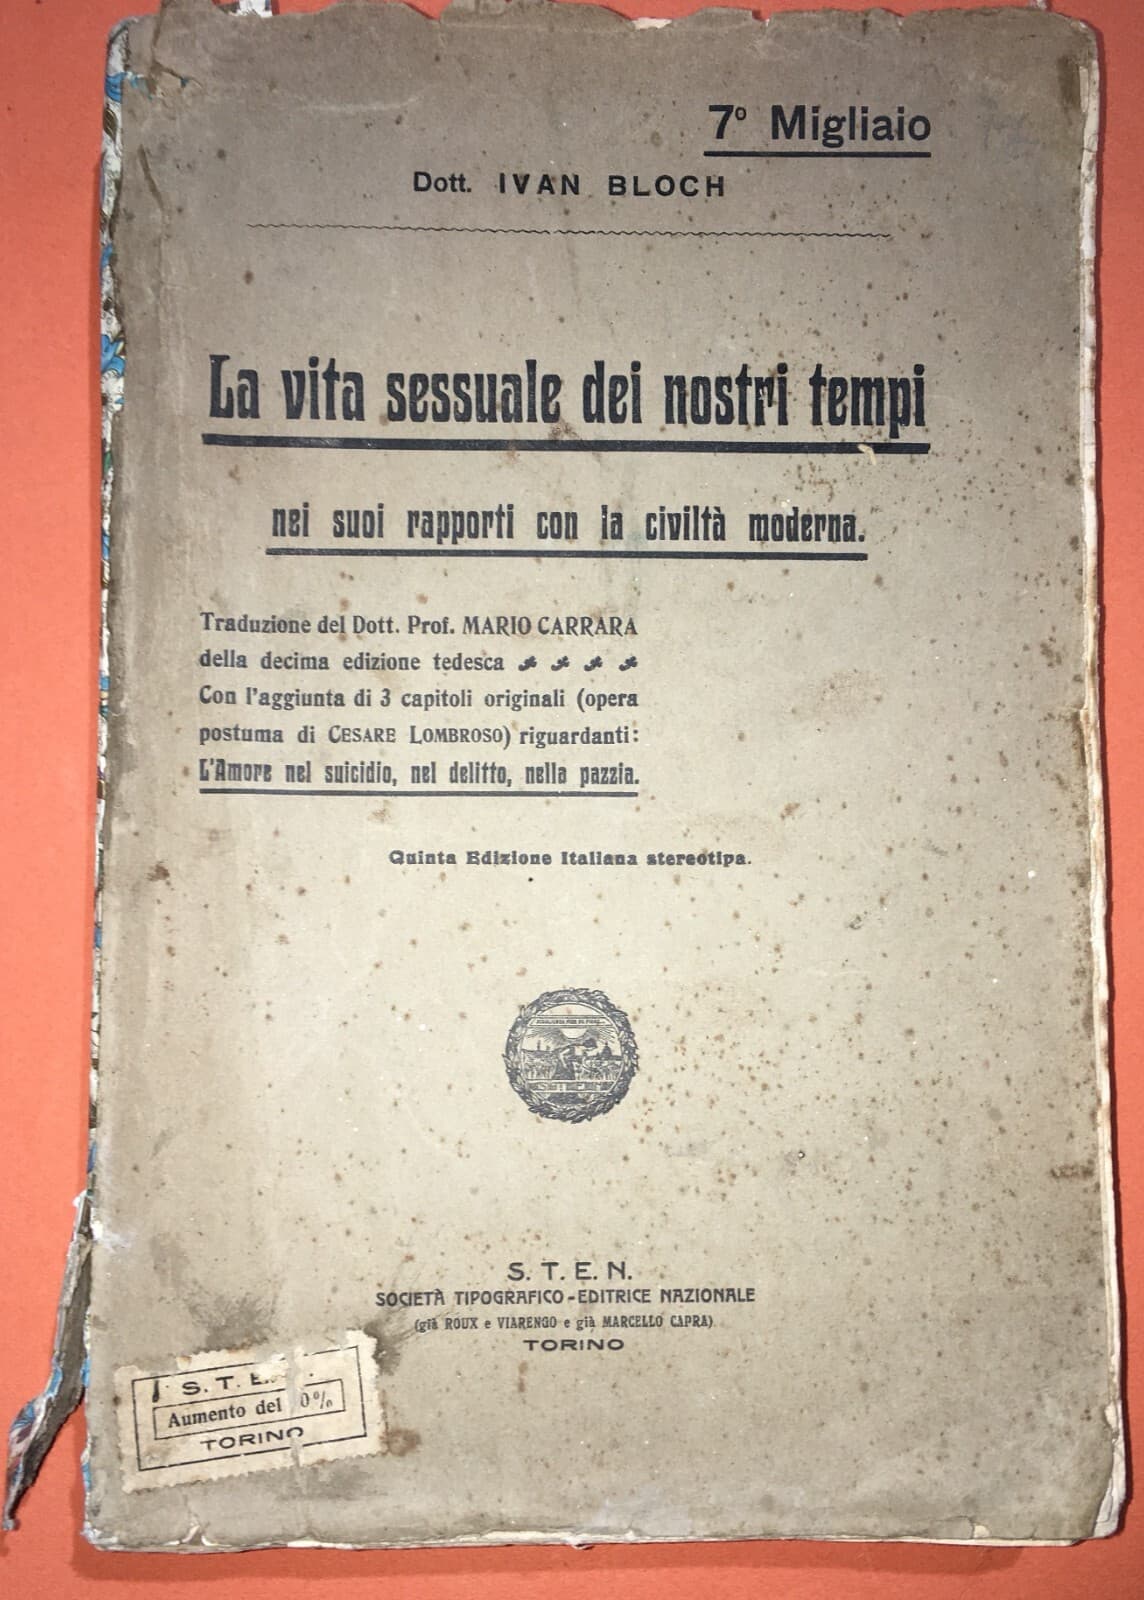 7º Migliaio
Dott. IVAN BLOCH
La vita sessuale dei nostri tempi
nei suoi rapporti con la civiltà moderna.
Traduzione del Dott. Prof. MARIO CARRARA
della decima edizione tedesca
Con l'aggiunta di 3 capitoli originali (opera
postuma di CESARE LOMBROSO) riguardanti:
L'Amore nel suicidio, nel delitto, nella pazzia.
Quinta Edizione Italiana stereotipa.
S. T. E. N.
SOCIETÀ TIPOGRAFICO-EDITRICE NAZIONALE
(già ROUX e VIARENGO e già MARCELLO CAPRA)
TORINO
S. T. E.
Aumento del 0%
TORINO